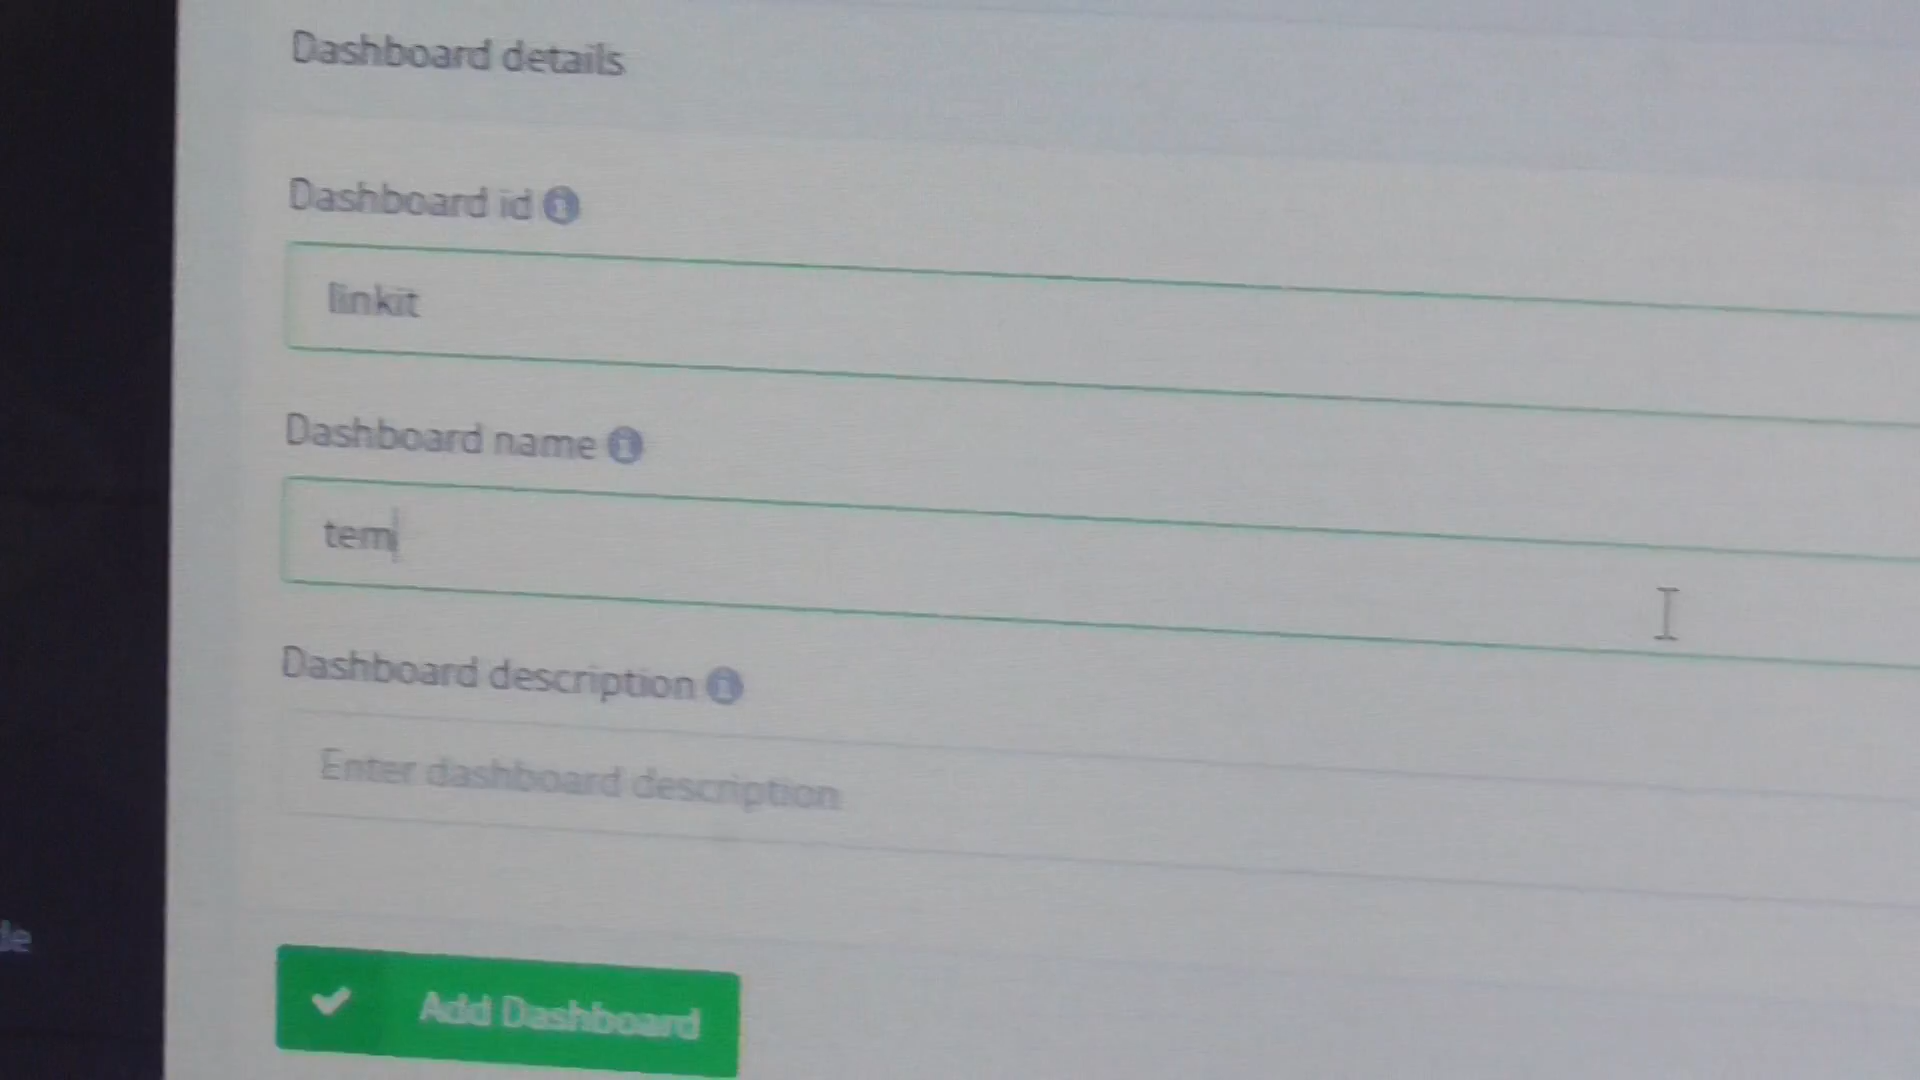 Dashboard details
Dashboard id
linkit
Dashboard name
tem
Dashboard description
Enter dashboard description
Add Dashboard